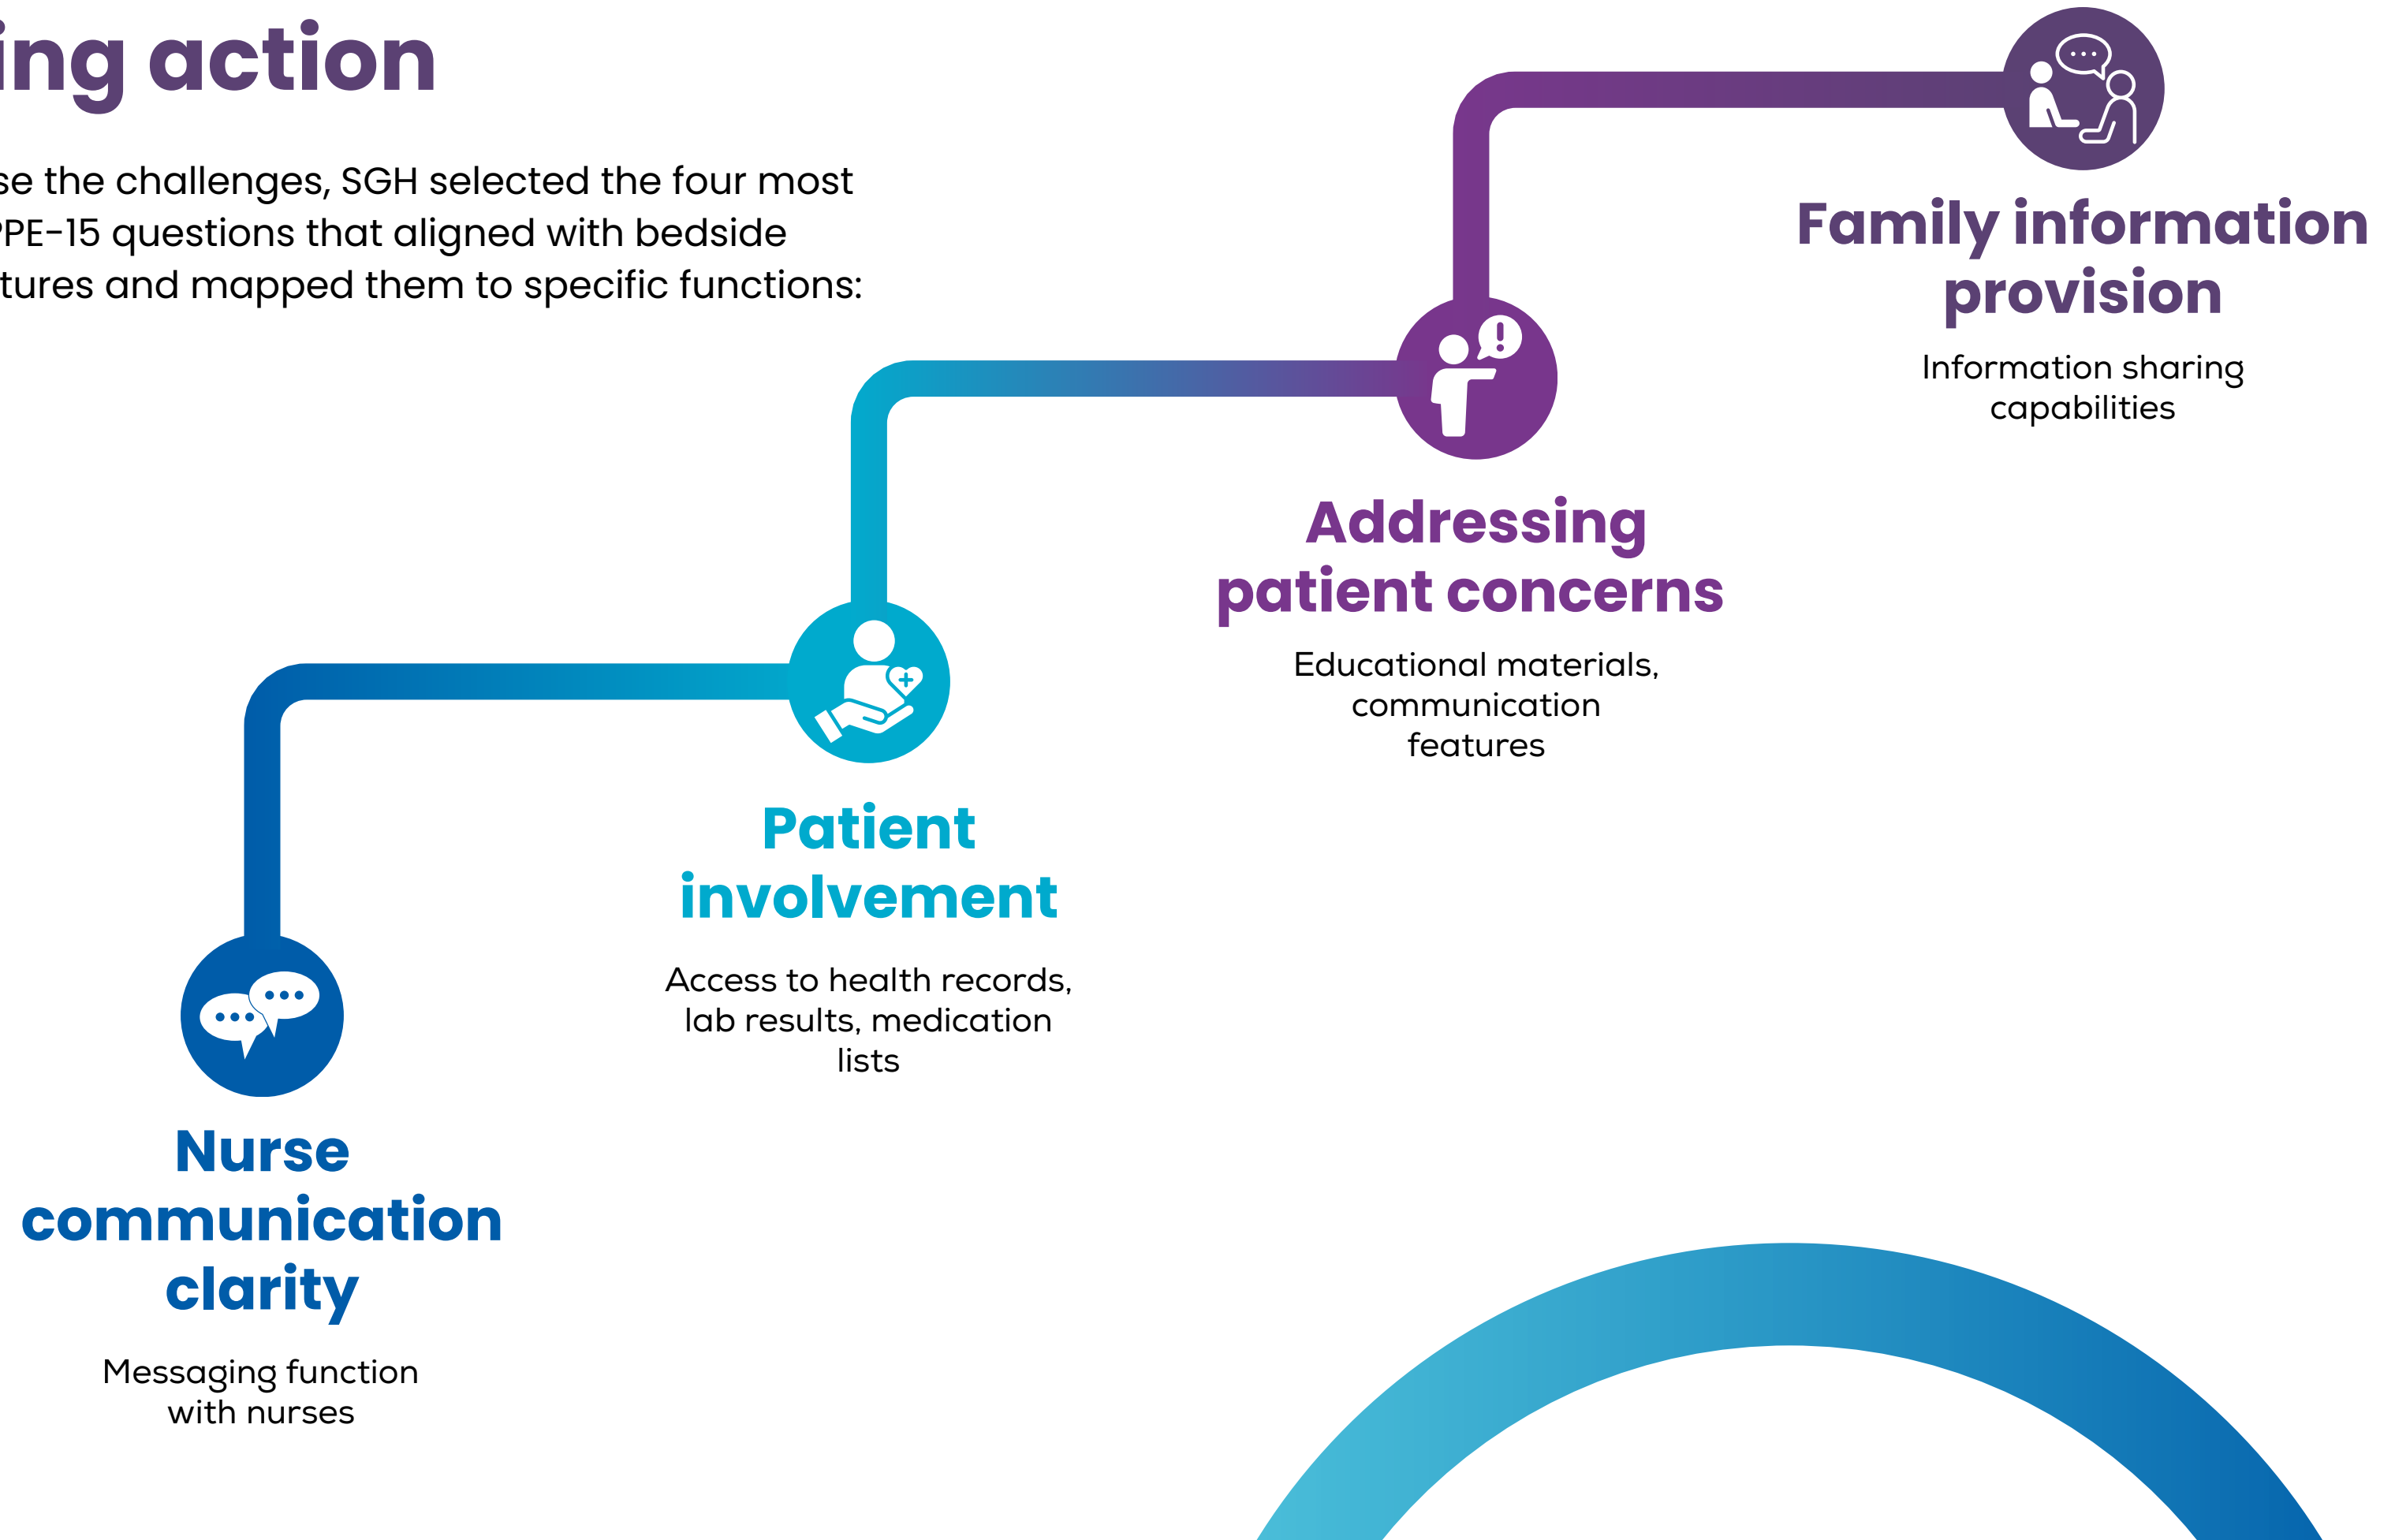 ing action
se the challenges, SGH selected the four most
PPE-15 questions that aligned with bedside
tures and mapped them to specific functions:
Family information
provision
Information sharing
capabilities
Addressing
patient concerns
Educational materials,
communication
features
Patient
involvement
Access to health records,
lab results, medication
lists
Nurse
communication
clarity
Messaging function
with nurses